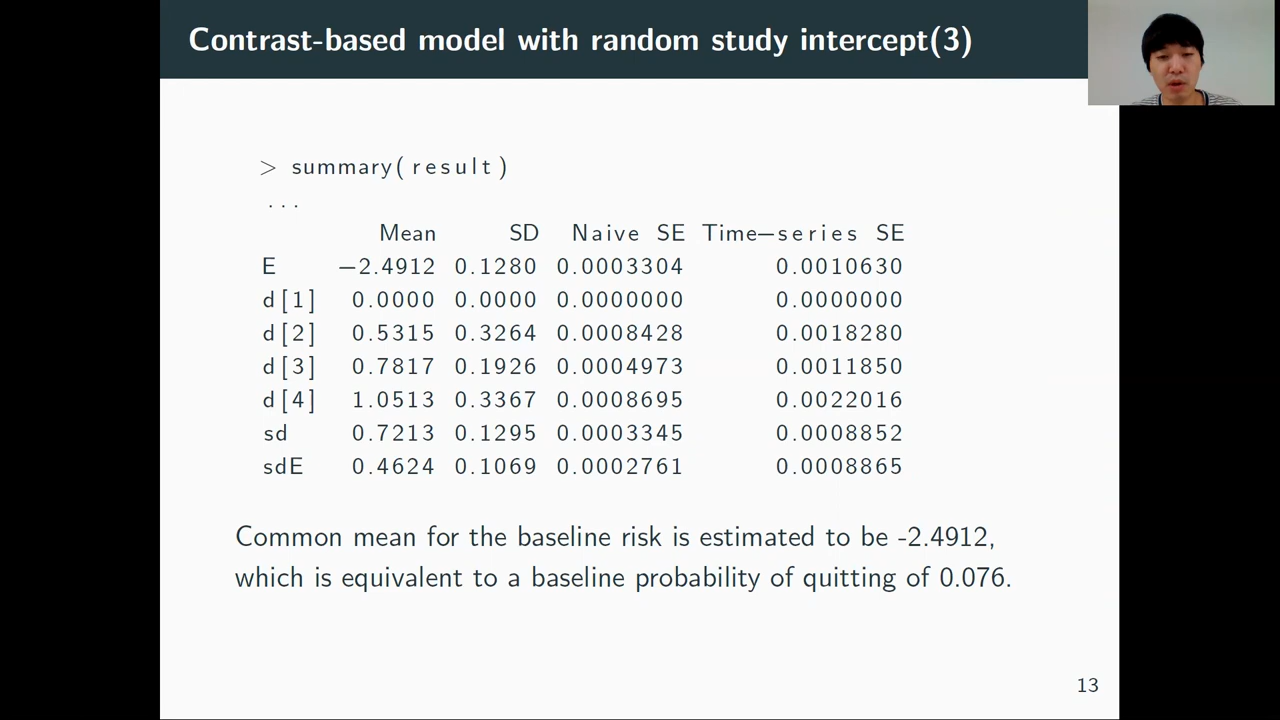 Contrast-based model with random study intercept(3)
> summary(result)
...
Mean SD Naive SE Time-series SE
E -2.4912 0.1280 0.0003304 0.0010630
d[1] 0.0000 0.0000 0.0000000 0.0000000
d[2] 0.5315 0.3264 0.0008428 0.0018280
d[3] 0.7817 0.1926 0.0004973 0.0011850
d[4] 1.0513 0.3367 0.0008695 0.0022016
sd 0.7213 0.1295 0.0003345 0.0008852
sdE 0.4624 0.1069 0.0002761 0.0008865
Common mean for the baseline risk is estimated to be -2.4912,
which is equivalent to a baseline probability of quitting of 0.076.
13